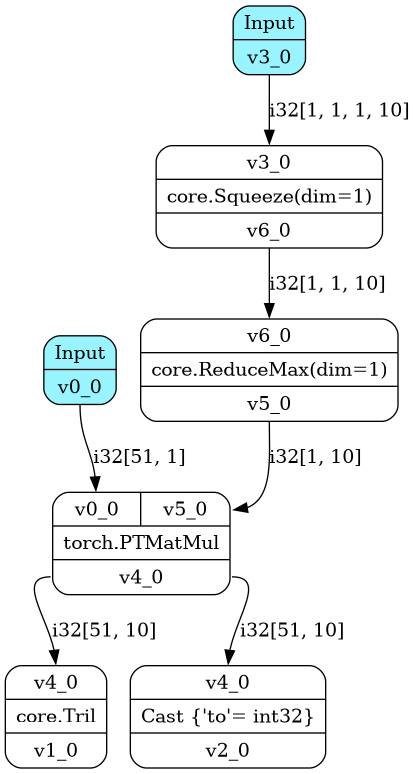 Input
v3_0
i32[1, 1, 1, 10]
v3_0
core.Squeeze(dim=1)
v6_0
i32[1, 1, 10]
Input
v0_0
v6_0
core.ReduceMax(dim=1)
v5_0
i32[51, 1]
i32[1, 10]
v0_0 v5_0
torch.PTMatMul
v4_0
i32[51, 10]
i32[51, 10]
v4_0
core.Tril
v1_0
v4_0
Cast {'to'= int32}
v2_0